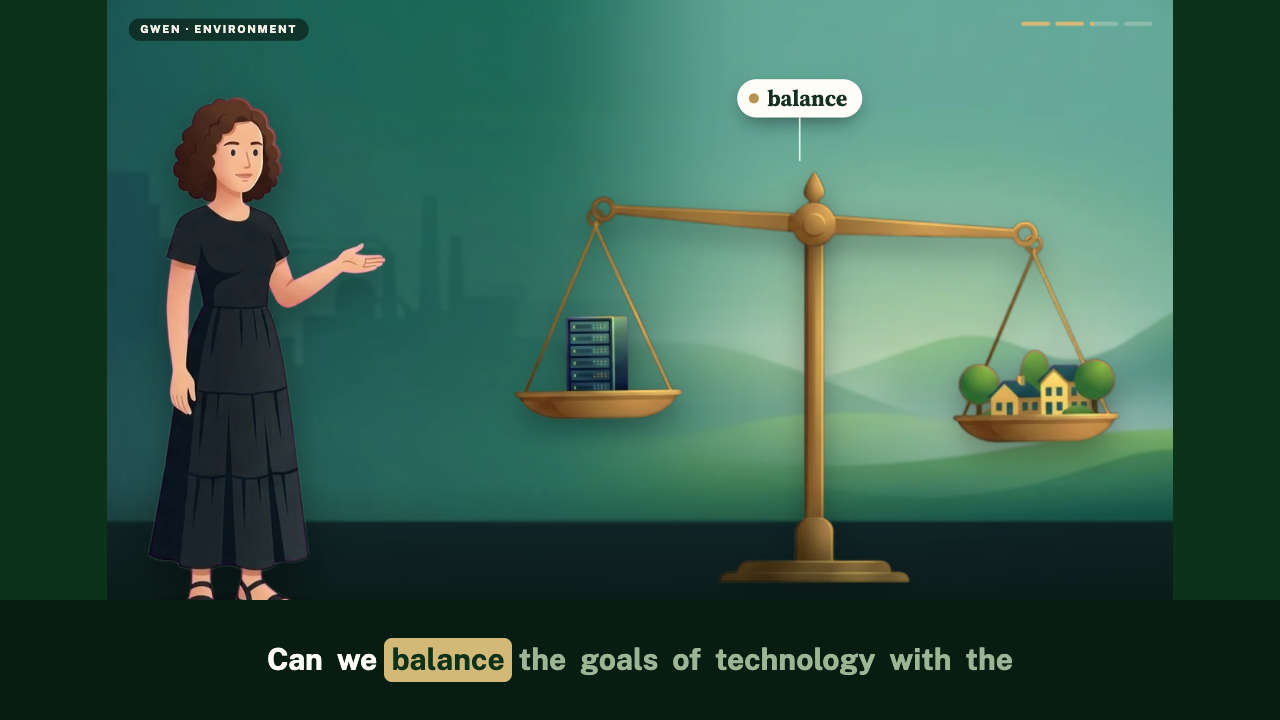 GWEN · ENVIRONMENT
balance
Can we balance the goals of technology with the